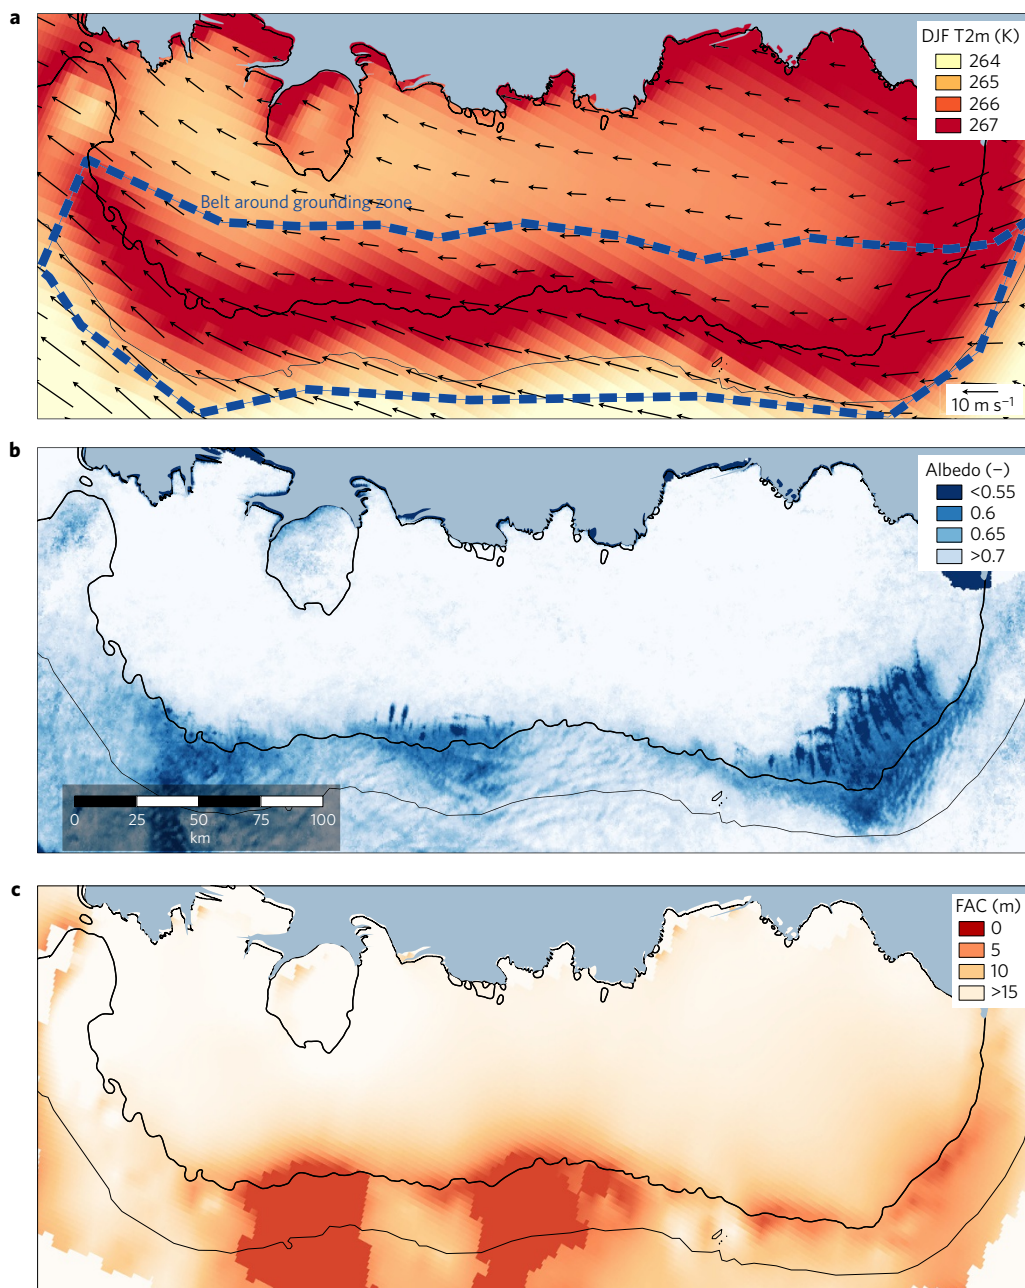 a
DJF T2m (K)
264
265
266
267
Belt around grounding zone
10 m s⁻¹
b
Albedo (−)
<0.55
0.6
0.65
>0.7
0 25 50 75 100
km
c
FAC (m)
0
5
10
>15